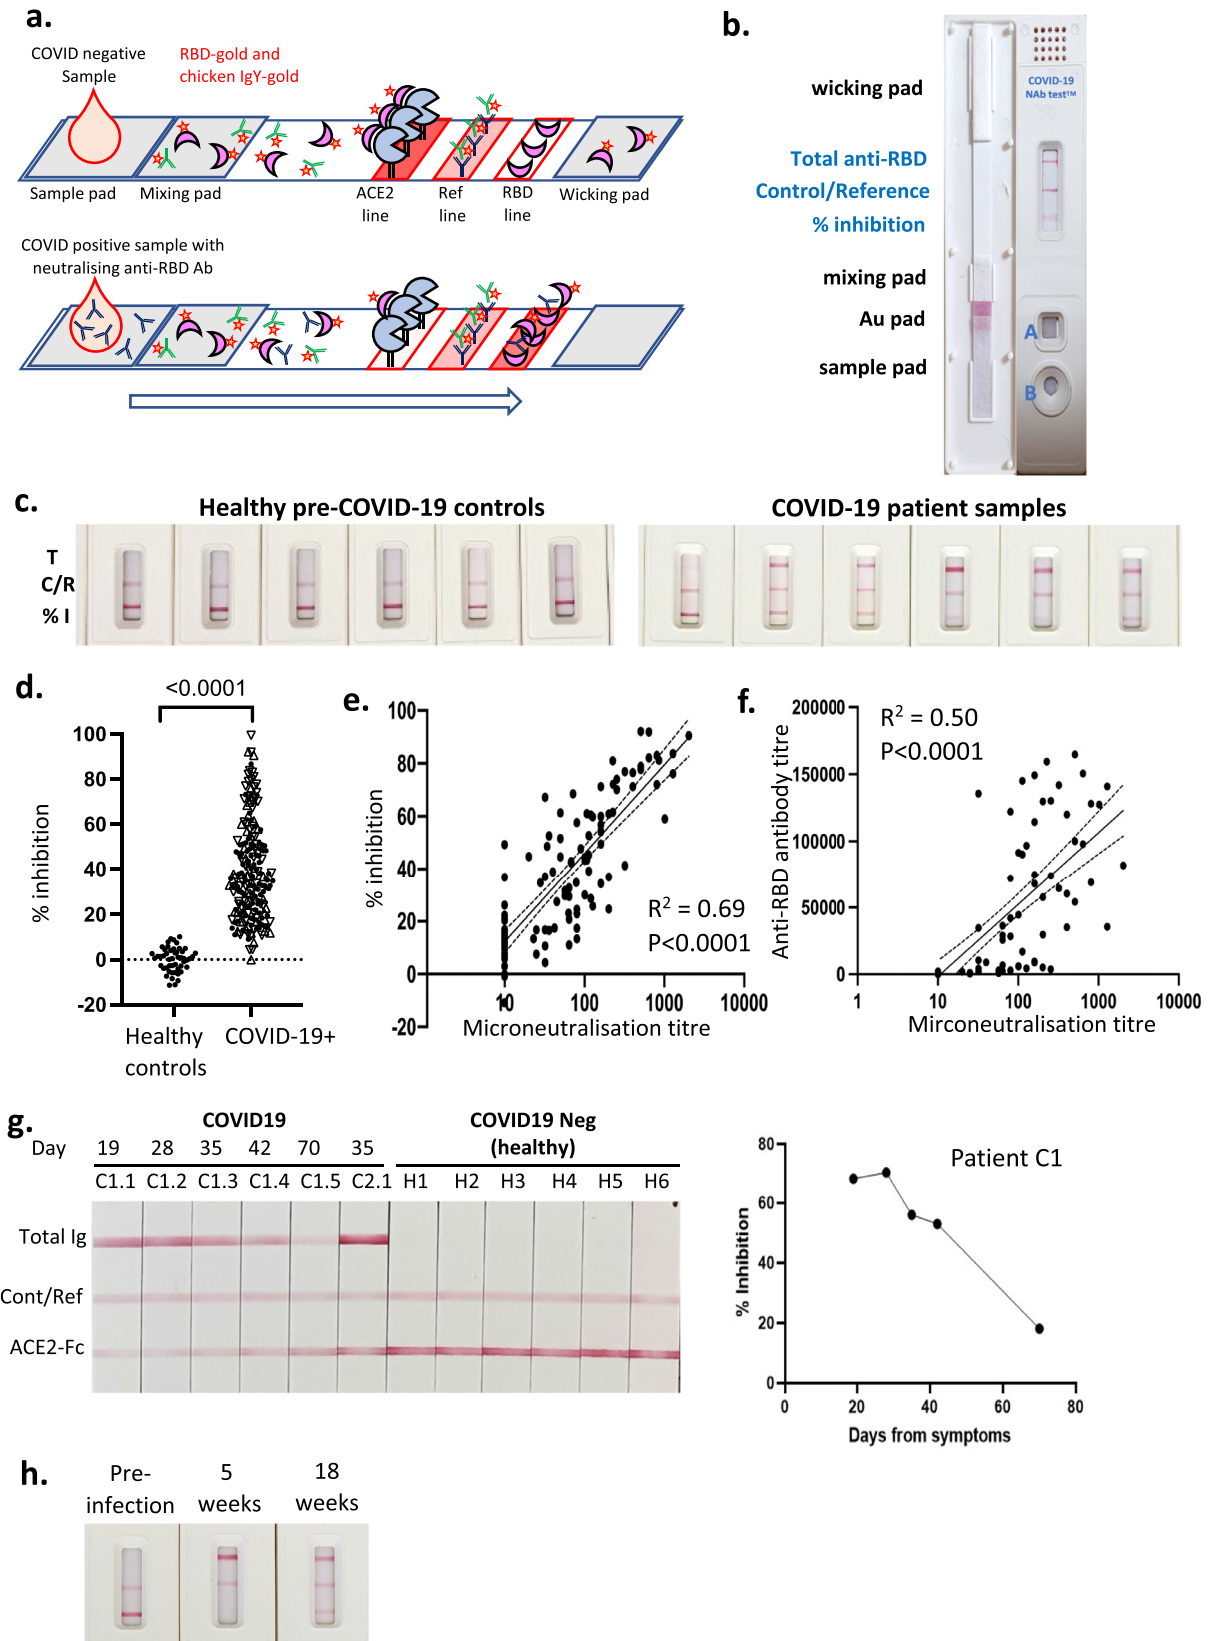 a.
COVID negative
Sample
RBD-gold and
chicken IgY-gold
Sample pad
Mixing pad
ACE2
line
Ref
line
RBD
line
Wicking pad
COVID positive sample with
neutralising anti-RBD Ab
b.
wicking pad
Total anti-RBD
Control/Reference
% inhibition
mixing pad
Au pad
sample pad
COVID-19
NAb test™
A
B
c.
Healthy pre-COVID-19 controls
COVID-19 patient samples
T
C/R
% I
d.
<0.0001
% inhibition
100
80
60
40
20
0
-20
Healthy
controls
COVID-19+
e.
% inhibition
100
80
60
40
20
0
-20
R² = 0.69
P<0.0001
10
100
1000
10000
Microneutralisation titre
f.
Anti-RBD antibody titre
200000
150000
100000
50000
0
R² = 0.50
P<0.0001
1
10
100
1000
10000
Mirconeutralisation titre
g.
COVID19
COVID19 Neg
(healthy)
Day 19 28 35 42 70 35
C1.1 C1.2 C1.3 C1.4 C1.5 C2.1 H1 H2 H3 H4 H5 H6
Total Ig
Cont/Ref
ACE2-Fc
Patient C1
% Inhibition
80
60
40
20
0
0 20 40 60 80
Days from symptoms
h.
Pre-
infection
5
weeks
18
weeks